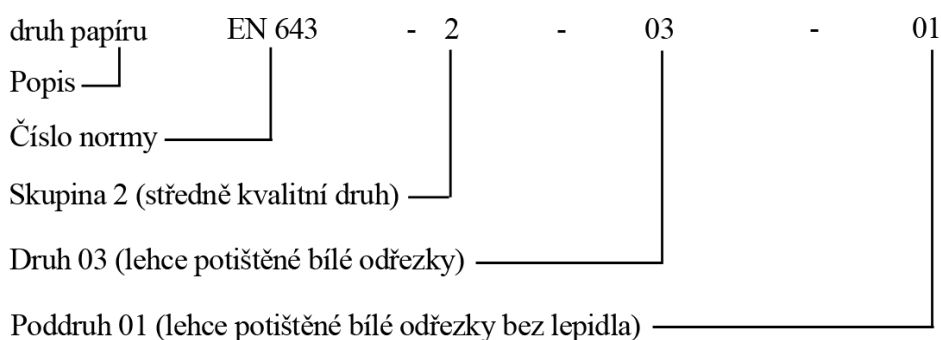 druh papíru EN 643 - 2 - 03 - 01
Popis
Číslo normy
Skupina 2 (středně kvalitní druh)
Druh 03 (lehce potištěné bílé odřezky)
Poddruh 01 (lehce potištěné bílé odřezky bez lepidla)